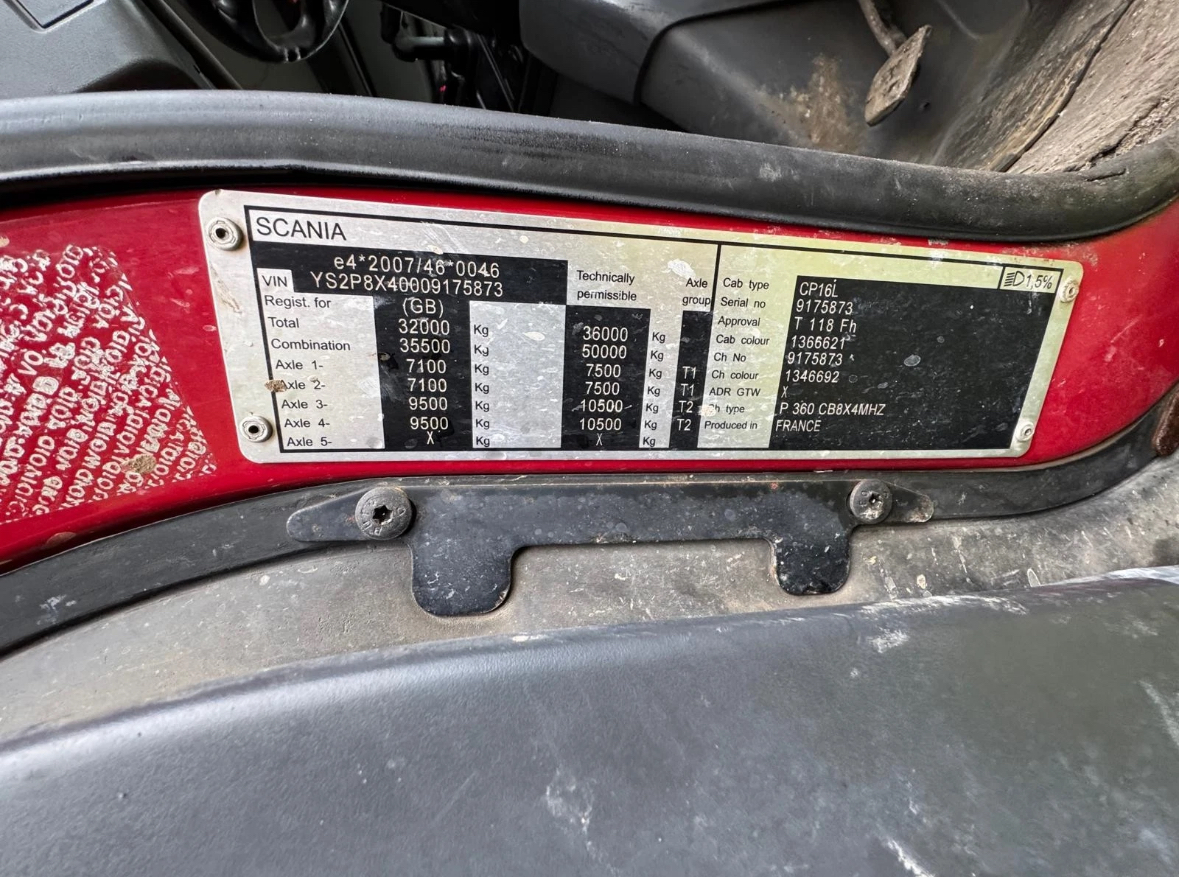 SCANIA
e4*2007/46*0046
VIN YS2P8X40009175873
Technically permissible
Axle group
Regist. for (GB)
Total 32000 Kg 36000 Kg
Combination 35500 Kg 50000 Kg
Axle 1- 7100 Kg 7500 Kg T1
Axle 2- 7100 Kg 7500 Kg T1
Axle 3- 9500 Kg 10500 Kg T2
Axle 4- 9500 Kg 10500 Kg T2
Axle 5- X Kg X Kg
1,5%
Cab type CP16L
Serial no 9175873
Approval T 118 Fh
Cab colour 1366621
Ch No 9175873
Ch colour 1346692
ADR GTW X
Ch type P 360 CB8X4MHZ
Produced in FRANCE